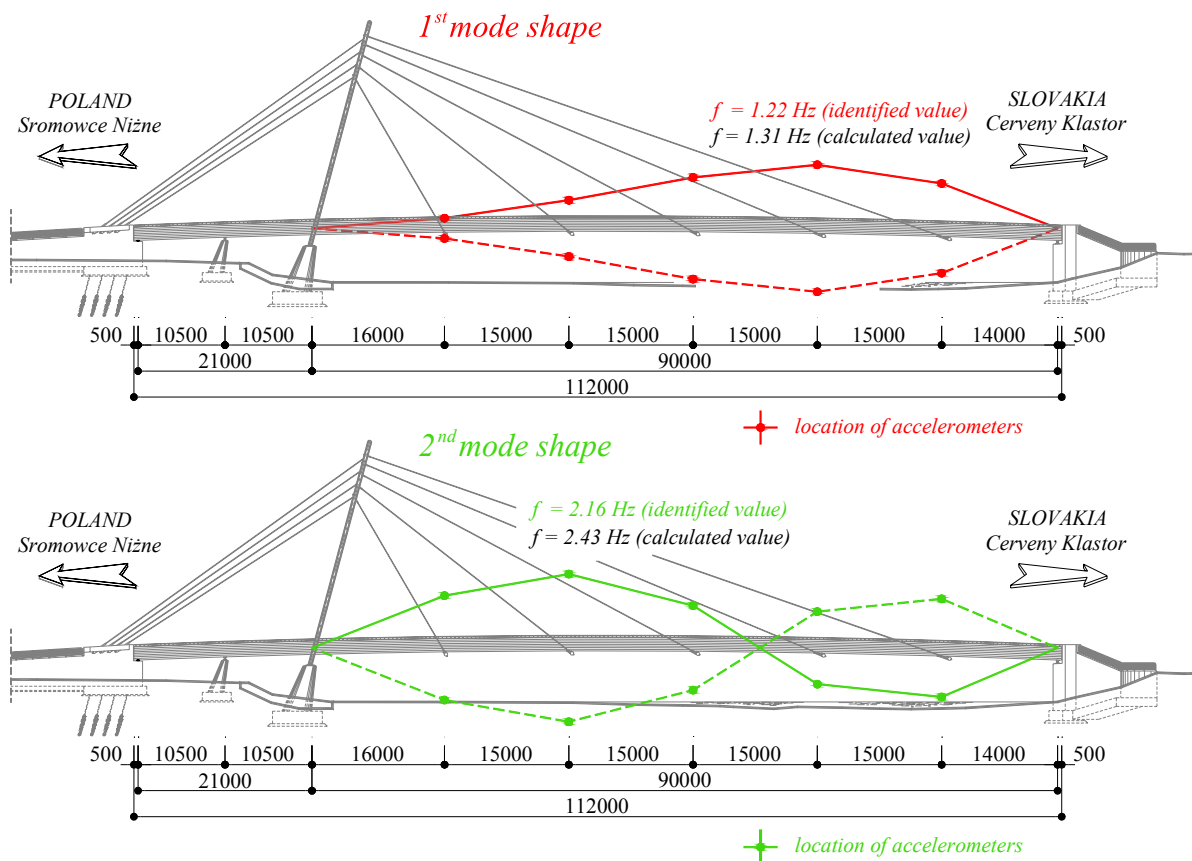 1st mode shape
POLAND
Sromowce Niżne
f = 1.22 Hz (identified value)
f = 1.31 Hz (calculated value)
SLOVAKIA
Cerveny Klastor
500 10500 10500 16000 15000 15000 15000 15000 14000 500
21000 90000
112000
location of accelerometers
2nd mode shape
POLAND
Sromowce Niżne
f = 2.16 Hz (identified value)
f = 2.43 Hz (calculated value)
SLOVAKIA
Cerveny Klastor
500 10500 10500 16000 15000 15000 15000 15000 14000 500
21000 90000
112000
location of accelerometers